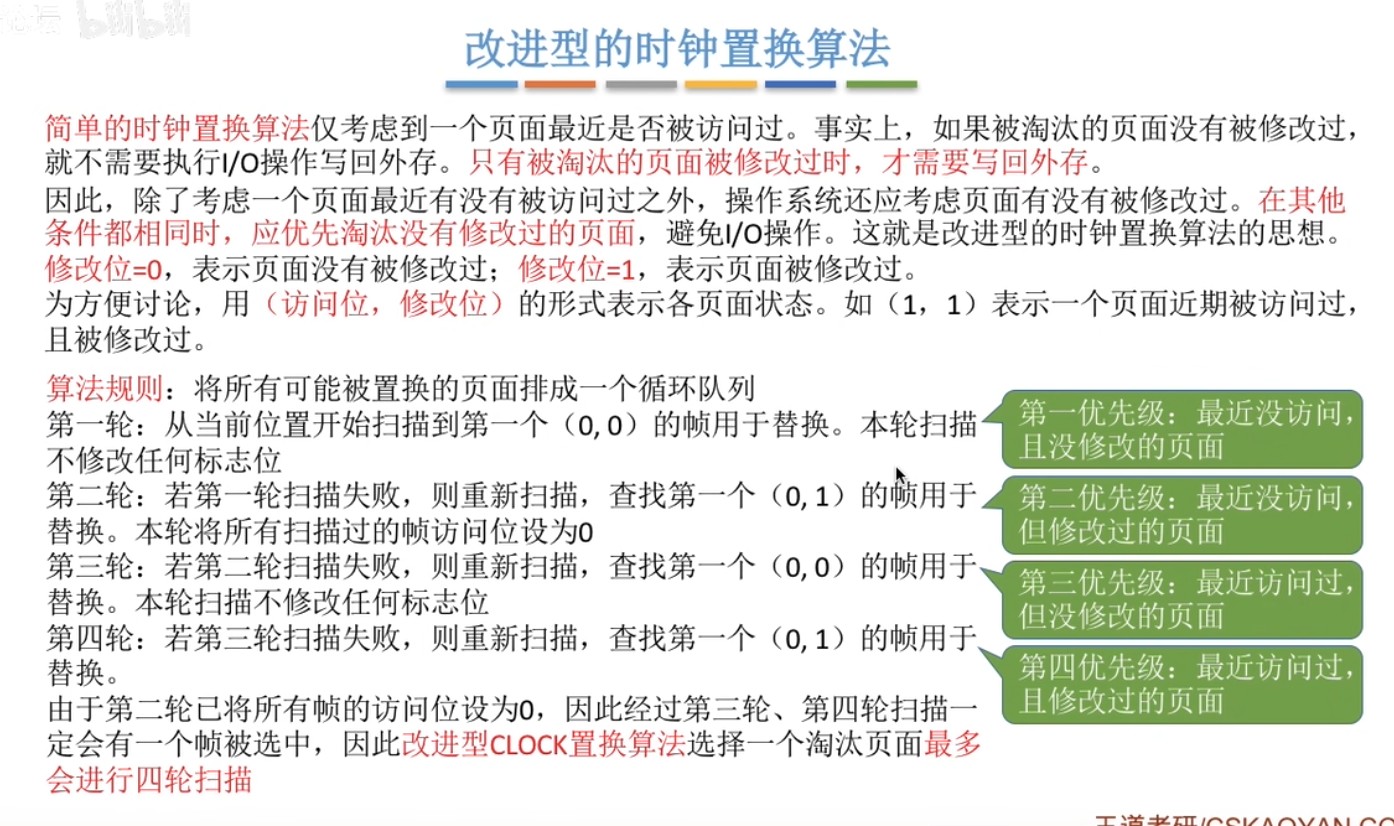 bilibili
改进型的时钟置换算法
简单的时钟置换算法仅考虑到一个页面最近是否被访问过。事实上，如果被淘汰的页面没有被修改过，
就不需要执行I/O操作写回外存。只有被淘汰的页面被修改过时，才需要写回外存。
因此，除了考虑一个页面最近有没有被访问过之外，操作系统还应考虑页面有没有被修改过。在其他
条件都相同时，应优先淘汰没有修改过的页面，避免I/O操作。这就是改进型的时钟置换算法的思想。
修改位=0，表示页面没有被修改过；修改位=1，表示页面被修改过。
为方便讨论，用（访问位，修改位）的形式表示各页面状态。如（1，1）表示一个页面近期被访问过，
且被修改过。
算法规则：将所有可能被置换的页面排成一个循环队列
第一轮：从当前位置开始扫描到第一个（0, 0）的帧用于替换。本轮扫描
不修改任何标志位
第二轮：若第一轮扫描失败，则重新扫描，查找第一个（0, 1）的帧用于
替换。本轮将所有扫描过的帧访问位设为0
第三轮：若第二轮扫描失败，则重新扫描，查找第一个（0, 0）的帧用于
替换。本轮扫描不修改任何标志位
第四轮：若第三轮扫描失败，则重新扫描，查找第一个（0, 1）的帧用于
替换。
由于第二轮已将所有帧的访问位设为0，因此经过第三轮、第四轮扫描一
定会有一个帧被选中，因此改进型CLOCK置换算法选择一个淘汰页面最多
会进行四轮扫描
第一优先级：最近没访问，
且没修改的页面
第二优先级：最近没访问，
但修改过的页面
第三优先级：最近访问过，
但没修改的页面
第四优先级：最近访问过，
且修改过的页面
王道考研/CSKAOYAN.CO